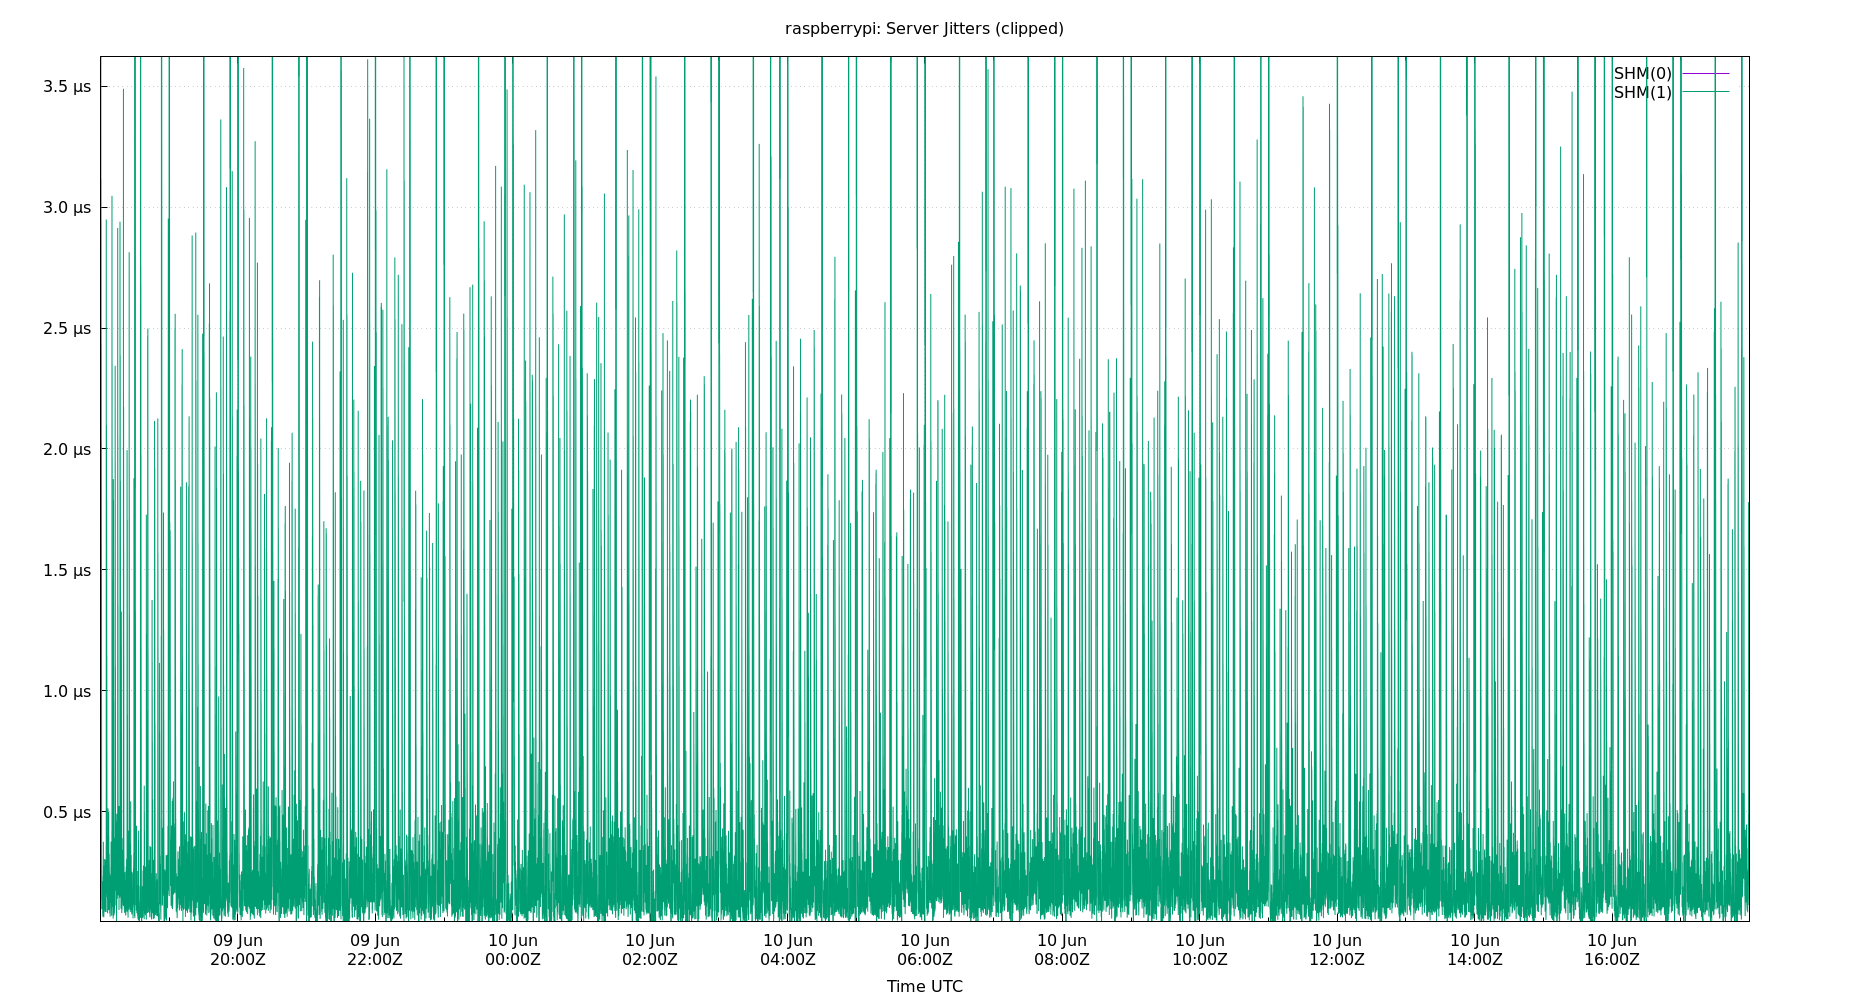 raspberrypi: Server Jitters (clipped)
SHM(0)
SHM(1)
3.5 µs
3.0 µs
2.5 µs
2.0 µs
1.5 µs
1.0 µs
0.5 µs
09 Jun 09 Jun 10 Jun 10 Jun 10 Jun 10 Jun 10 Jun 10 Jun 10 Jun 10 Jun 10 Jun
20:00Z 22:00Z 00:00Z 02:00Z 04:00Z 06:00Z 08:00Z 10:00Z 12:00Z 14:00Z 16:00Z
Time UTC